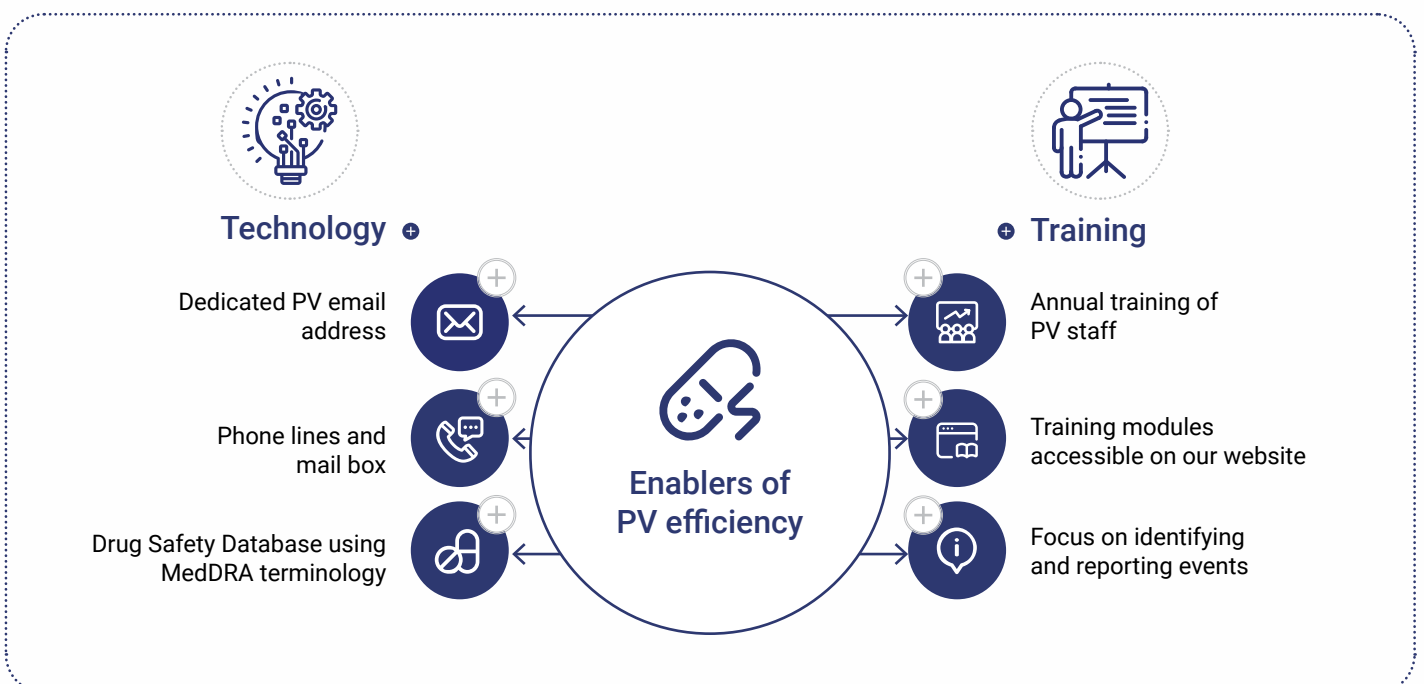 Technology
Dedicated PV email
address
Phone lines and
mail box
Drug Safety Database using
MedDRA terminology
Enablers of
PV efficiency
Training
Annual training of
PV staff
Training modules
accessible on our website
Focus on identifying
and reporting events